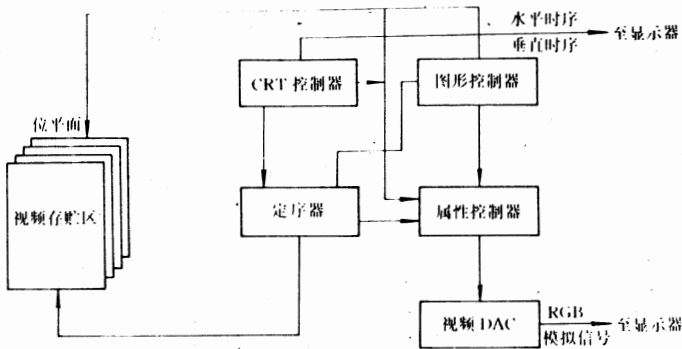 水平时序
至显示器
垂直时序
CRT 控制器
图形控制器
位平面
视频存贮区
定序器
属性控制器
视频 DAC
RGB
至显示器
模拟信号